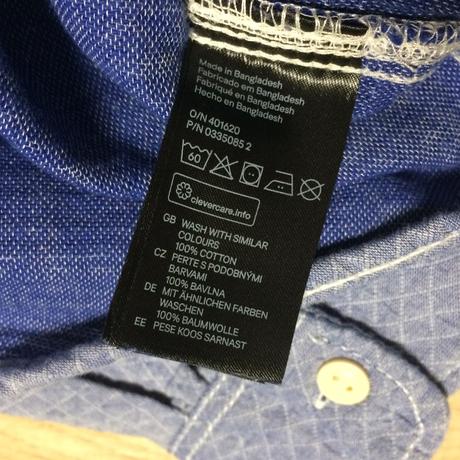 Made in Bangladesh
Fabricado em Bangladesh
Fabriqué en Bangladesh
Hecho en Bangladesh
O/N 401620
P/N 0335085 2
60
clevercare.info
GB WASH WITH SIMILAR
COLOURS
100% COTTON
CZ PERTE S PODOBNÝMI
BARVAMI
100% BAVLNA
DE MIT ÄHNLICHEN FARBEN
WASCHEN
100% BAUMWOLLE
EE PESE KOOS SARNAST